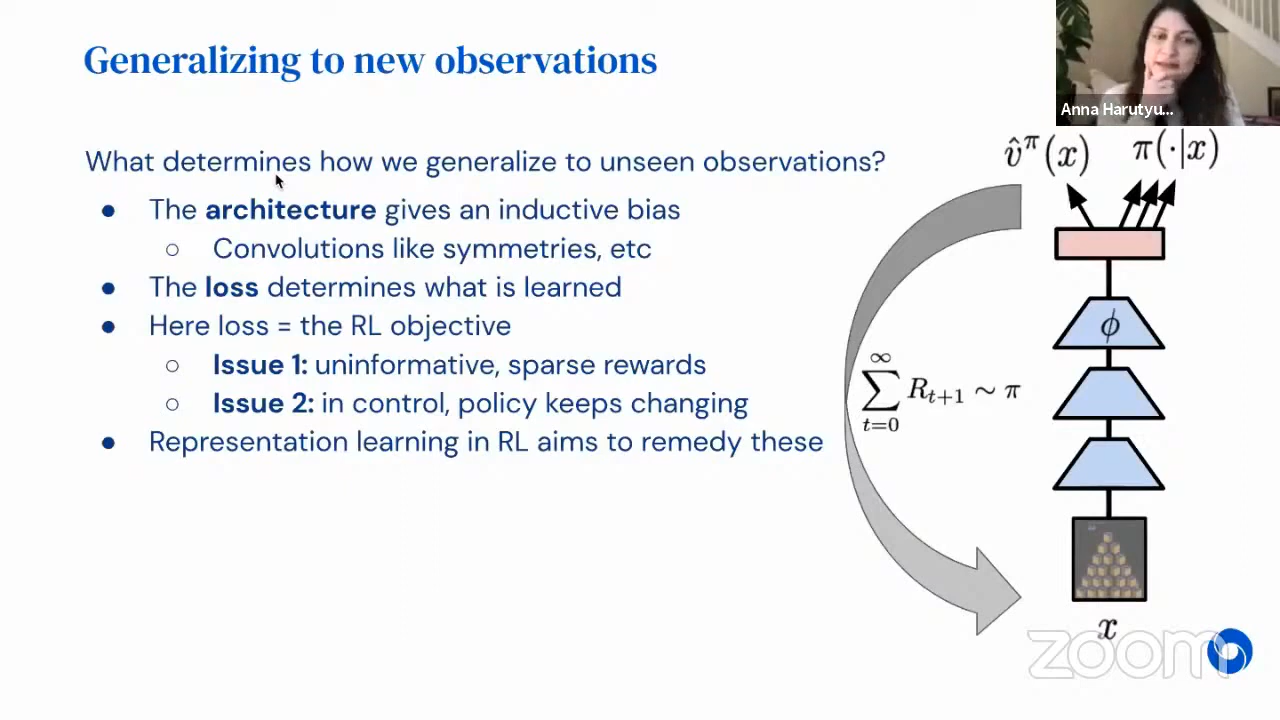 Generalizing to new observations
Anna Harutyu...
What determines how we generalize to unseen observations?
● The architecture gives an inductive bias
○ Convolutions like symmetries, etc
● The loss determines what is learned
● Here loss = the RL objective
○ Issue 1: uninformative, sparse rewards
○ Issue 2: in control, policy keeps changing
● Representation learning in RL aims to remedy these
v̂^π(x) π(·|x)
ϕ
∑_{t=0}^{∞} R_{t+1} ∼ π
x
zoom